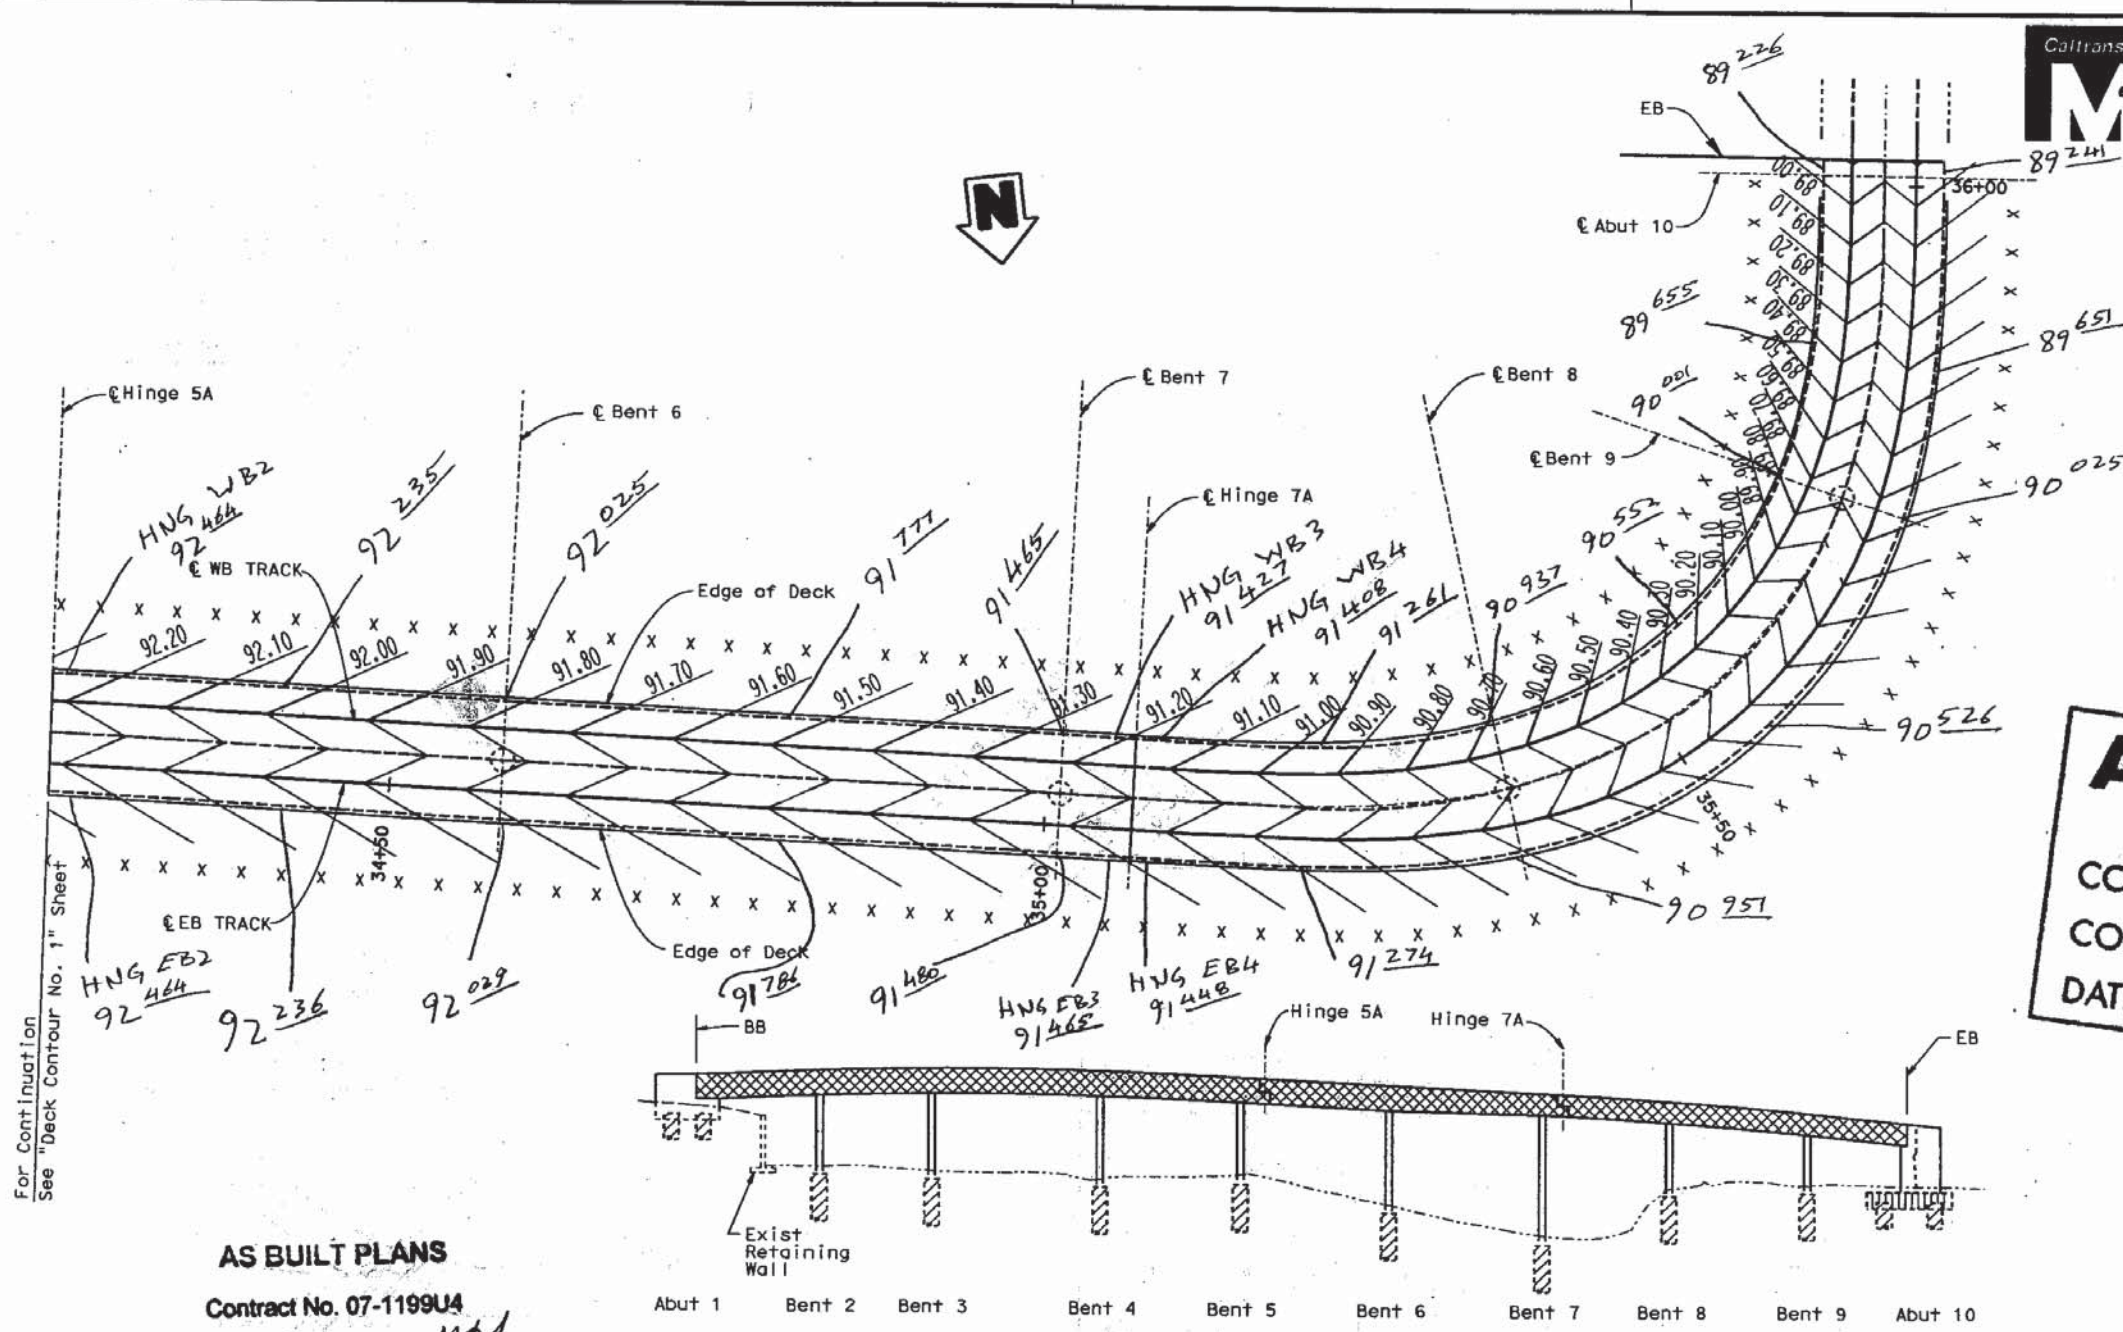 Caltrans
89 226
EB
89 241
36+00
℄ Abut 10
89.00
89.10
89.20
89.30
89.40
89.50
89.60
89.70
89.80
89.90
90.00
90.10
90.20
90.30
90.40
90.50
90.60
90.70
90.80
90.90
91.00
91.10
91.20
91.30
91.40
91.50
91.60
91.70
91.80
91.90
92.00
92.10
92.20
89 655
89 651
90 001
℄ Bent 9
90 025
90 552
℄ Bent 8
℄ Bent 7
℄ Hinge 7A
℄ Bent 6
℄ Hinge 5A
HNG WB2
92 464
92 235
℄ WB TRACK
92 025
Edge of Deck
91 777
91 465
HNG WB3
91 427
HNG WB4
91 408
91 261
90 937
90 526
35+50
90 951
91 274
35+00
34+50
℄ EB TRACK
Edge of Deck
HNG EB2
92 464
92 236
92 029
91 786
91 480
HNG EB3
91 465
HNG EB4
91 448
For Continuation
See "Deck Contour No. 1" Sheet
BB
Hinge 5A
Hinge 7A
EB
Exist
Retaining
Wall
Abut 1
Bent 2
Bent 3
Bent 4
Bent 5
Bent 6
Bent 7
Bent 8
Bent 9
Abut 10
AS BUILT PLANS
Contract No. 07-1199U4
N